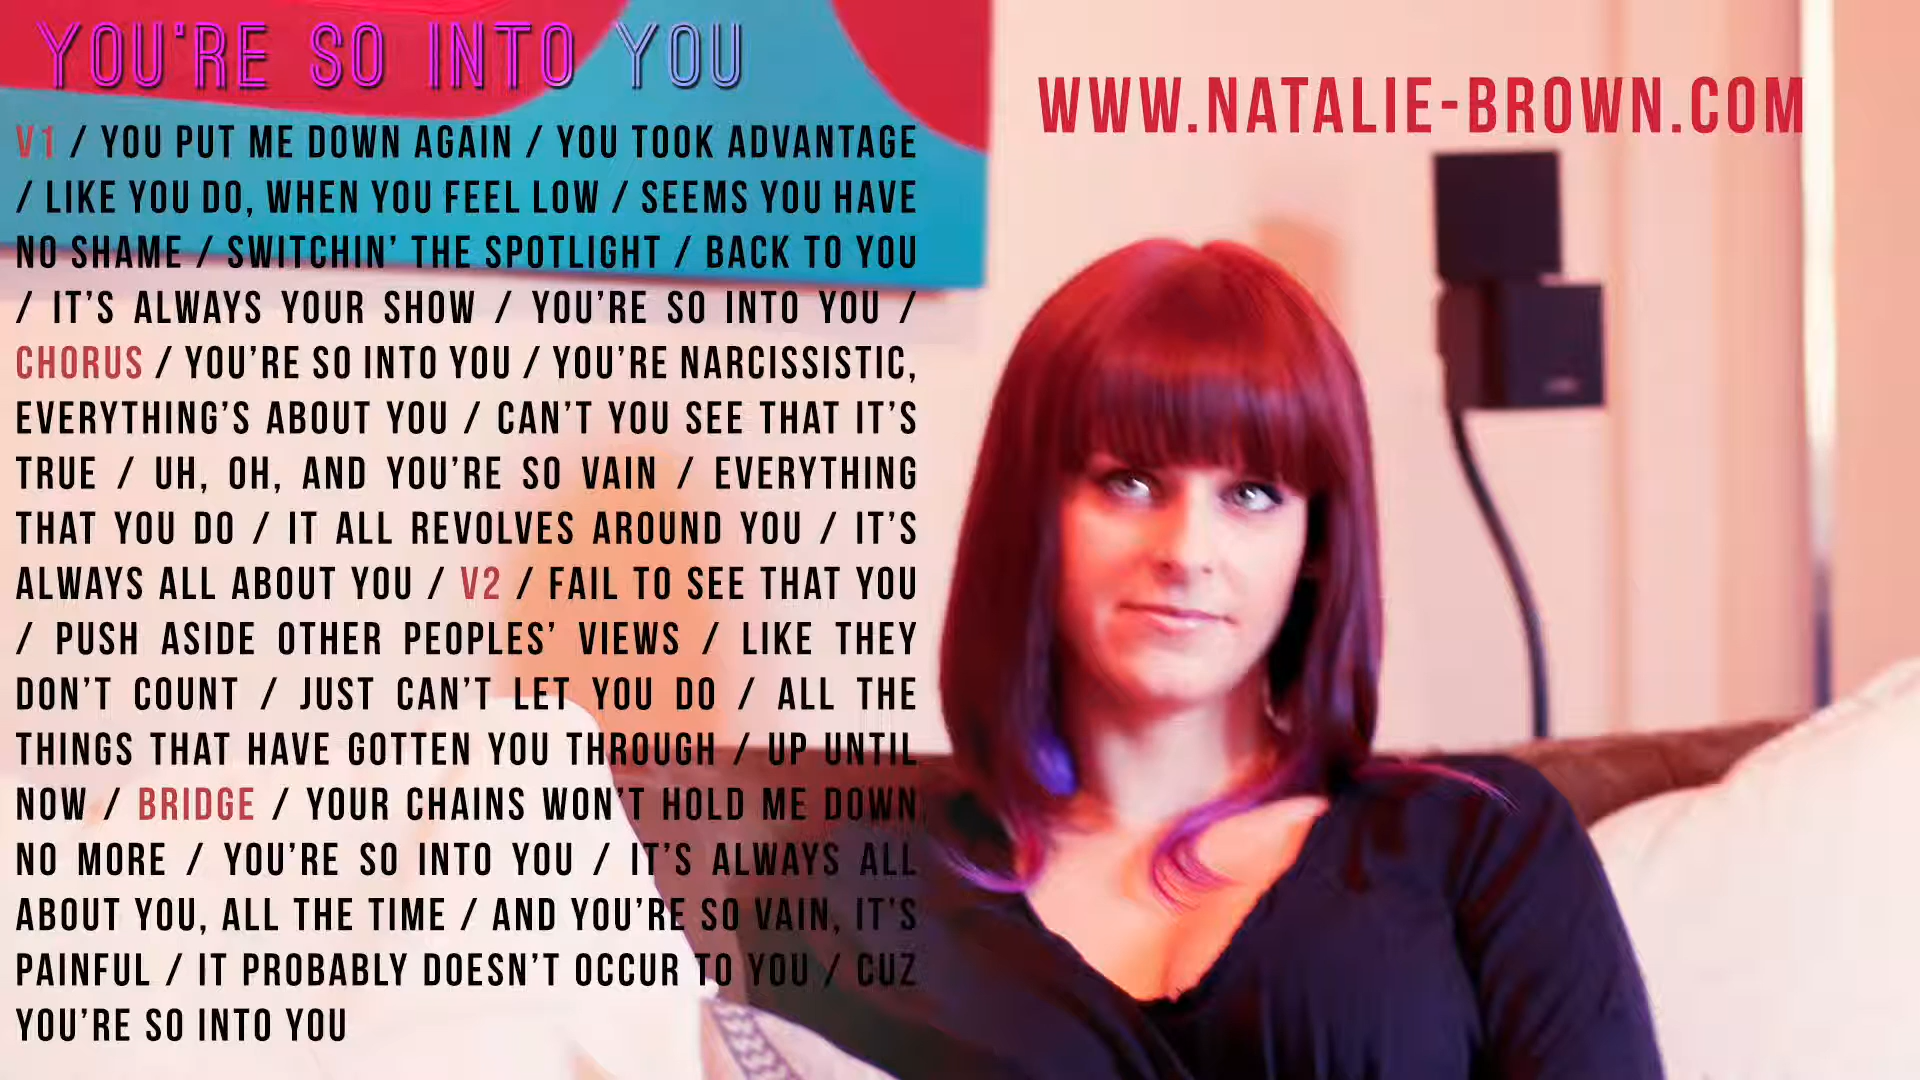 YOU'RE SO INTO YOU
WWW.NATALIE-BROWN.COM
V1 / YOU PUT ME DOWN AGAIN / YOU TOOK ADVANTAGE
/ LIKE YOU DO, WHEN YOU FEEL LOW / SEEMS YOU HAVE
NO SHAME / SWITCHIN' THE SPOTLIGHT / BACK TO YOU
/ IT'S ALWAYS YOUR SHOW / YOU'RE SO INTO YOU /
CHORUS / YOU'RE SO INTO YOU / YOU'RE NARCISSISTIC,
EVERYTHING'S ABOUT YOU / CAN'T YOU SEE THAT IT'S
TRUE / UH, OH, AND YOU'RE SO VAIN / EVERYTHING
THAT YOU DO / IT ALL REVOLVES AROUND YOU / IT'S
ALWAYS ALL ABOUT YOU / V2 / FAIL TO SEE THAT YOU
/ PUSH ASIDE OTHER PEOPLES' VIEWS / LIKE THEY
DON'T COUNT / JUST CAN'T LET YOU DO / ALL THE
THINGS THAT HAVE GOTTEN YOU THROUGH / UP UNTIL
NOW / BRIDGE / YOUR CHAINS WON'T HOLD ME DOWN
NO MORE / YOU'RE SO INTO YOU / IT'S ALWAYS ALL
ABOUT YOU, ALL THE TIME / AND YOU'RE SO VAIN, IT'S
PAINFUL / IT PROBABLY DOESN'T OCCUR TO YOU / CUZ
YOU'RE SO INTO YOU